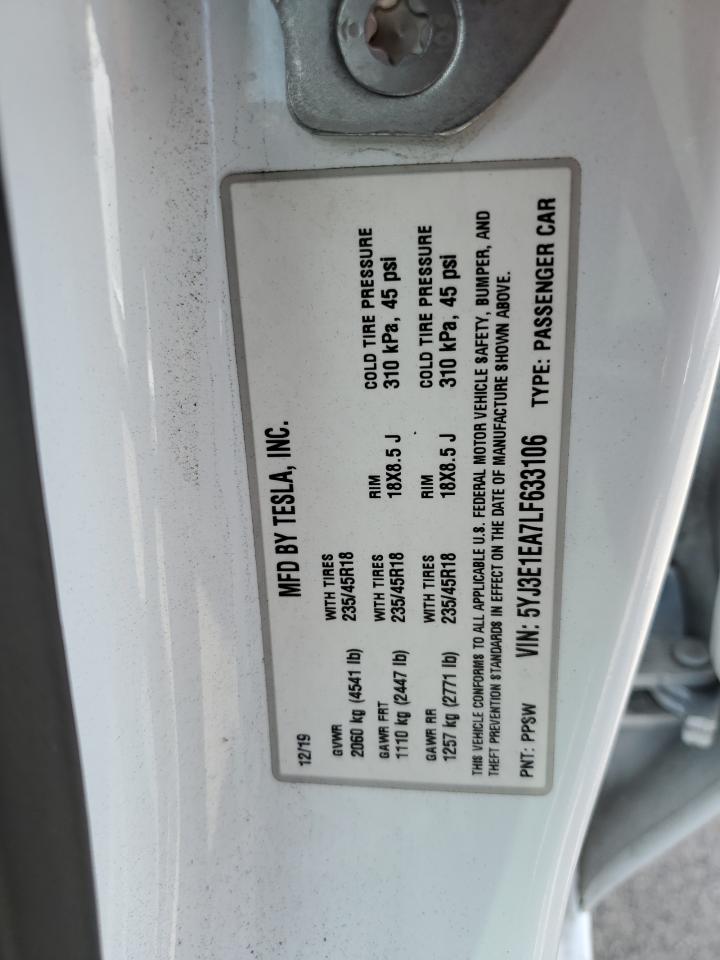 MFD BY TESLA, INC.
12/19
GVWR WITH TIRES
2060 kg (4541 lb) 235/45R18
GAWR FRT WITH TIRES RIM COLD TIRE PRESSURE
1110 kg (2447 lb) 235/45R18 18X8.5 J 310 kPa, 45 psi
GAWR RR WITH TIRES RIM COLD TIRE PRESSURE
1257 kg (2771 lb) 235/45R18 18X8.5 J 310 kPa, 45 psi
THIS VEHICLE CONFORMS TO ALL APPLICABLE U.S. FEDERAL MOTOR VEHICLE SAFETY, BUMPER, AND
THEFT PREVENTION STANDARDS IN EFFECT ON THE DATE OF MANUFACTURE SHOWN ABOVE.
PNT: PPSW VIN: 5YJ3E1EA7LF633106 TYPE: PASSENGER CAR